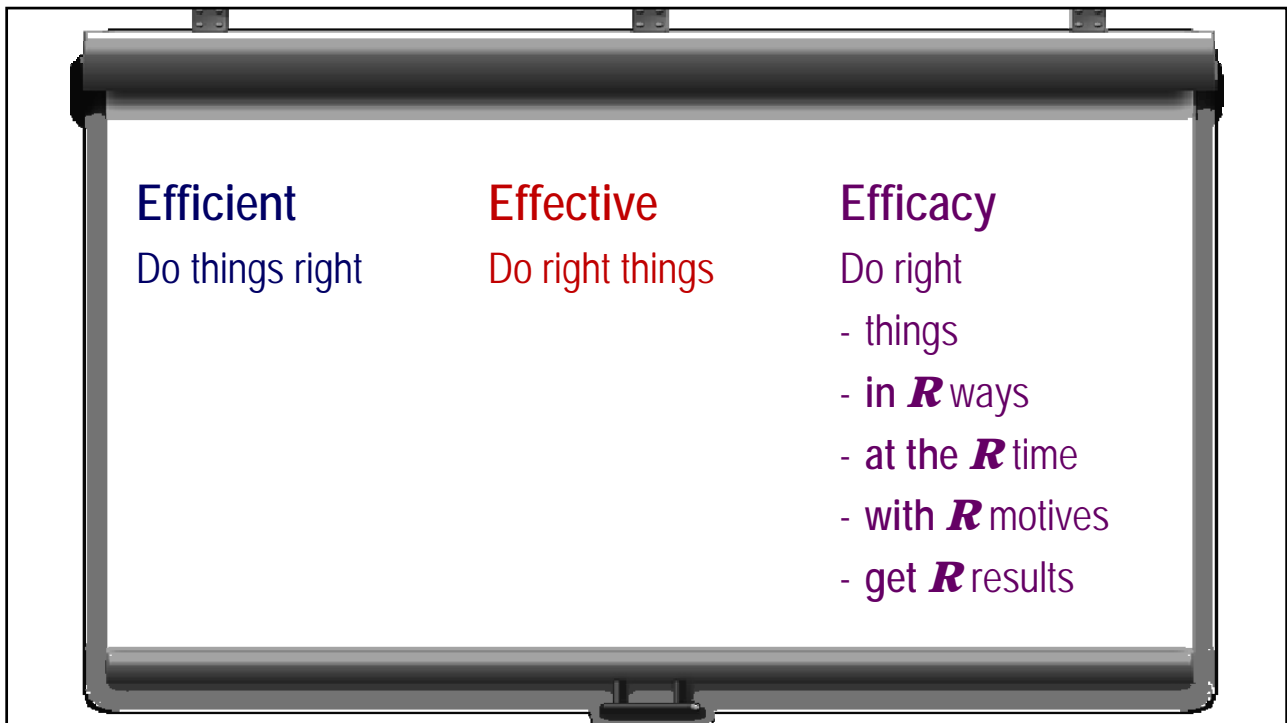 Efficient
Do things right
Effective
Do right things
Efficacy
Do right
- things
- in R ways
- at the R time
- with R motives
- get R results